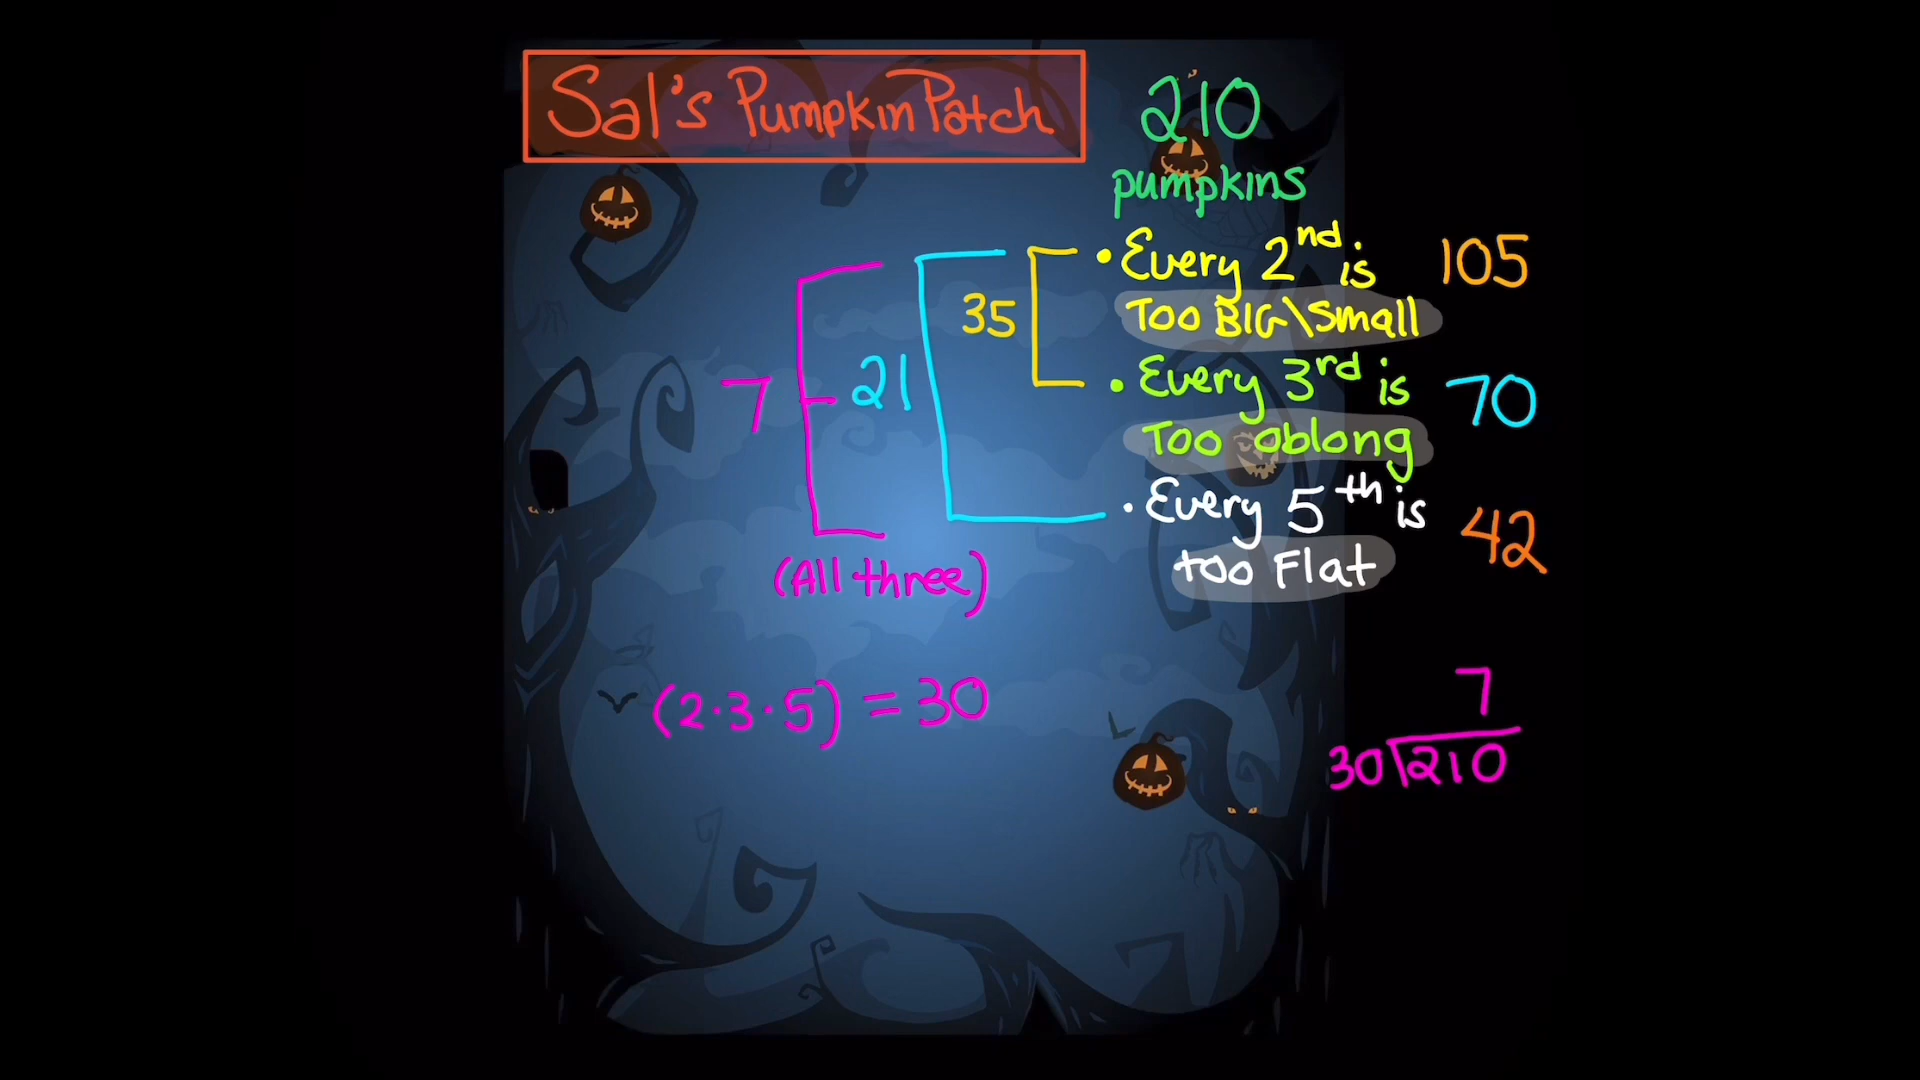 Sal's Pumpkin Patch
210
pumpkins
• Every 2nd is
Too BIG\Small
105
35
• Every 3rd is
Too oblong
70
21
7
• Every 5th is
too Flat
42
(All three)
(2·3·5) = 30
7
30 210